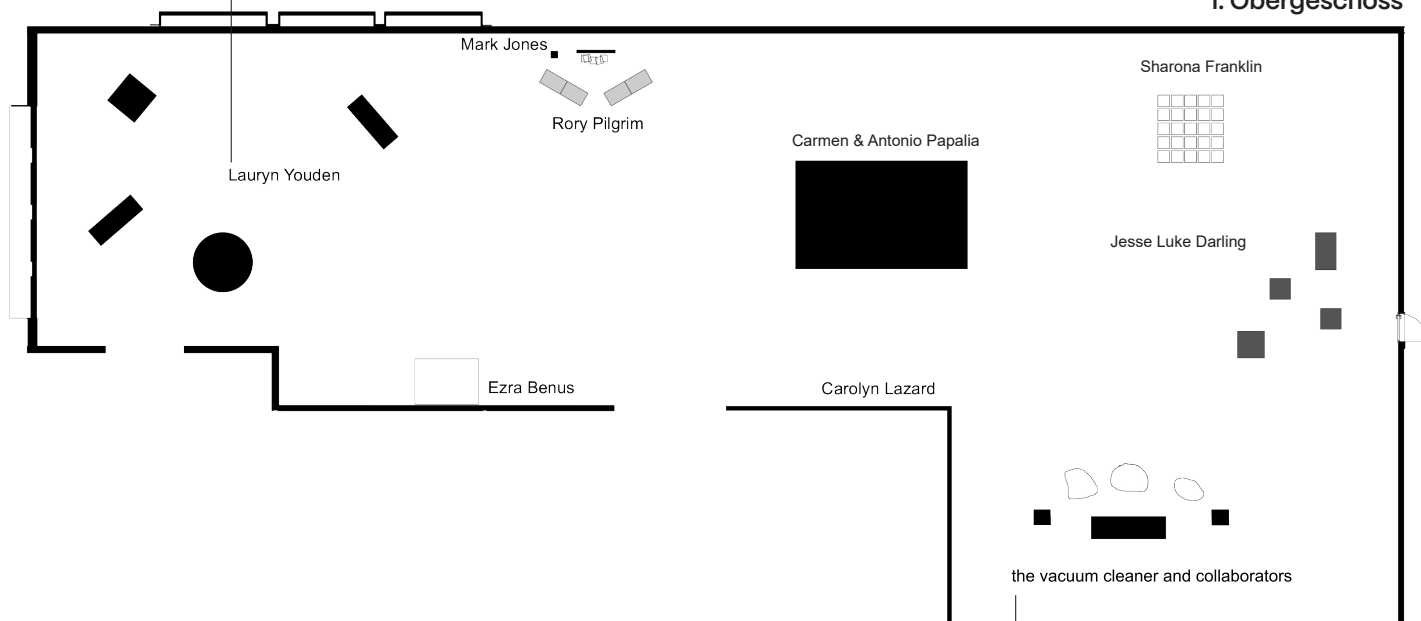 1. Obergeschoss
Mark Jones
Sharona Franklin
Rory Pilgrim
Carmen & Antonio Papalia
Lauryn Youden
Jesse Luke Darling
Ezra Benus
Carolyn Lazard
the vacuum cleaner and collaborators